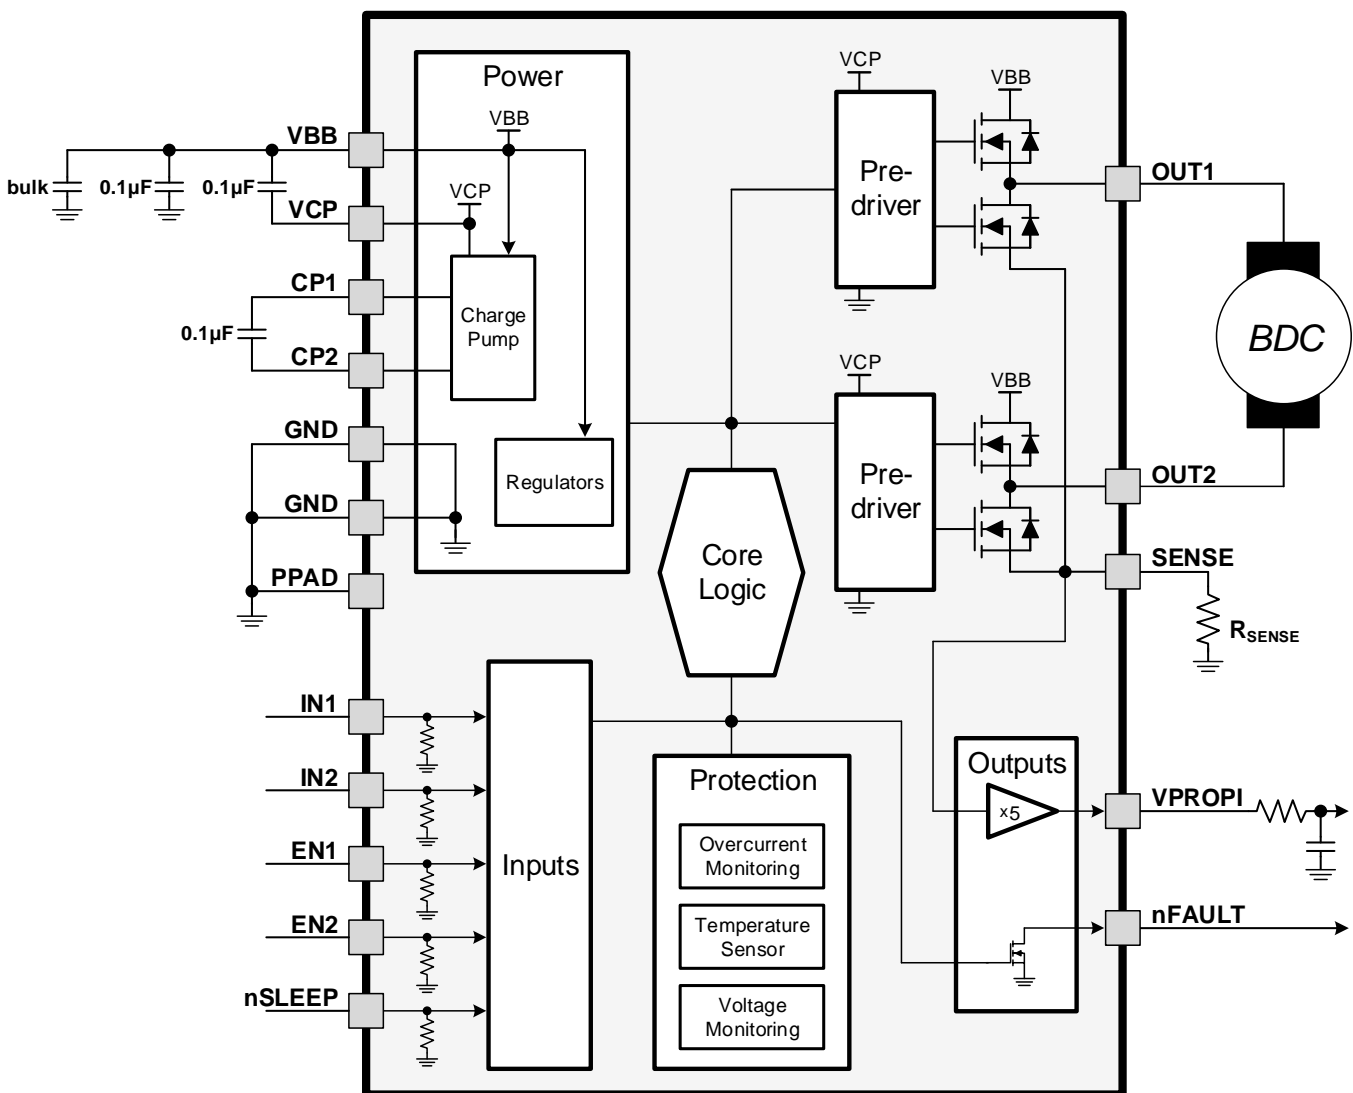 Power
VBB
VCP
Charge
Pump
Regulators
VBB
bulk
0.1µF
0.1µF
VCP
CP1
0.1µF
CP2
GND
GND
PPAD
VCP
VBB
Pre-
driver
OUT1
BDC
VCP
VBB
Pre-
driver
OUT2
SENSE
RSENSE
Core
Logic
IN1
IN2
EN1
EN2
nSLEEP
Inputs
Protection
Overcurrent
Monitoring
Temperature
Sensor
Voltage
Monitoring
Outputs
x5
VPROPI
nFAULT